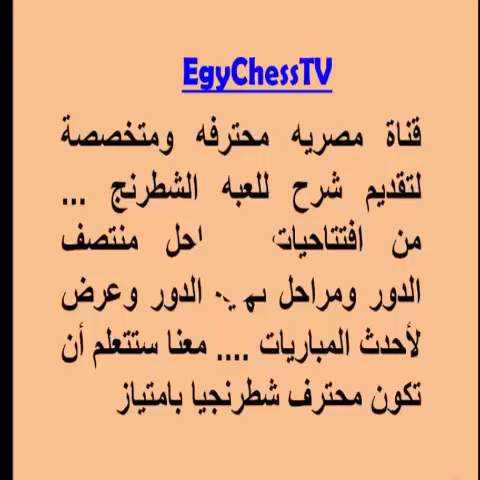 EgyChessTV
قناة مصريه محترفه ومتخصصة
لتقديم شرح للعبه الشطرنج ...
من افتتاحيات منتصف
الدور ومراحل الدور وعرض
لأحدث المباريات .... معنا ستتعلم أن
تكون محترف شطرنجيا بامتياز